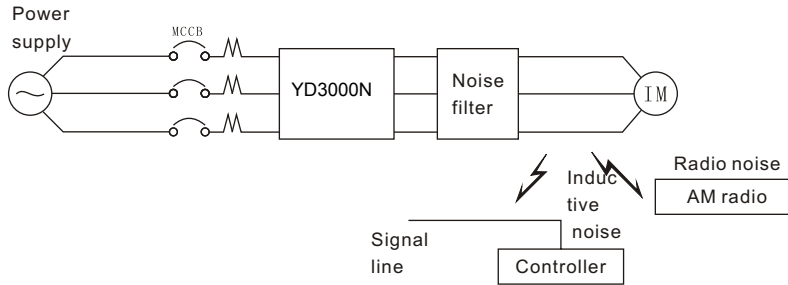 Power
supply
MCCB
YD3000N
Noise
filter
IM
Radio noise
AM radio
Induc
tive
noise
Signal
line
Controller